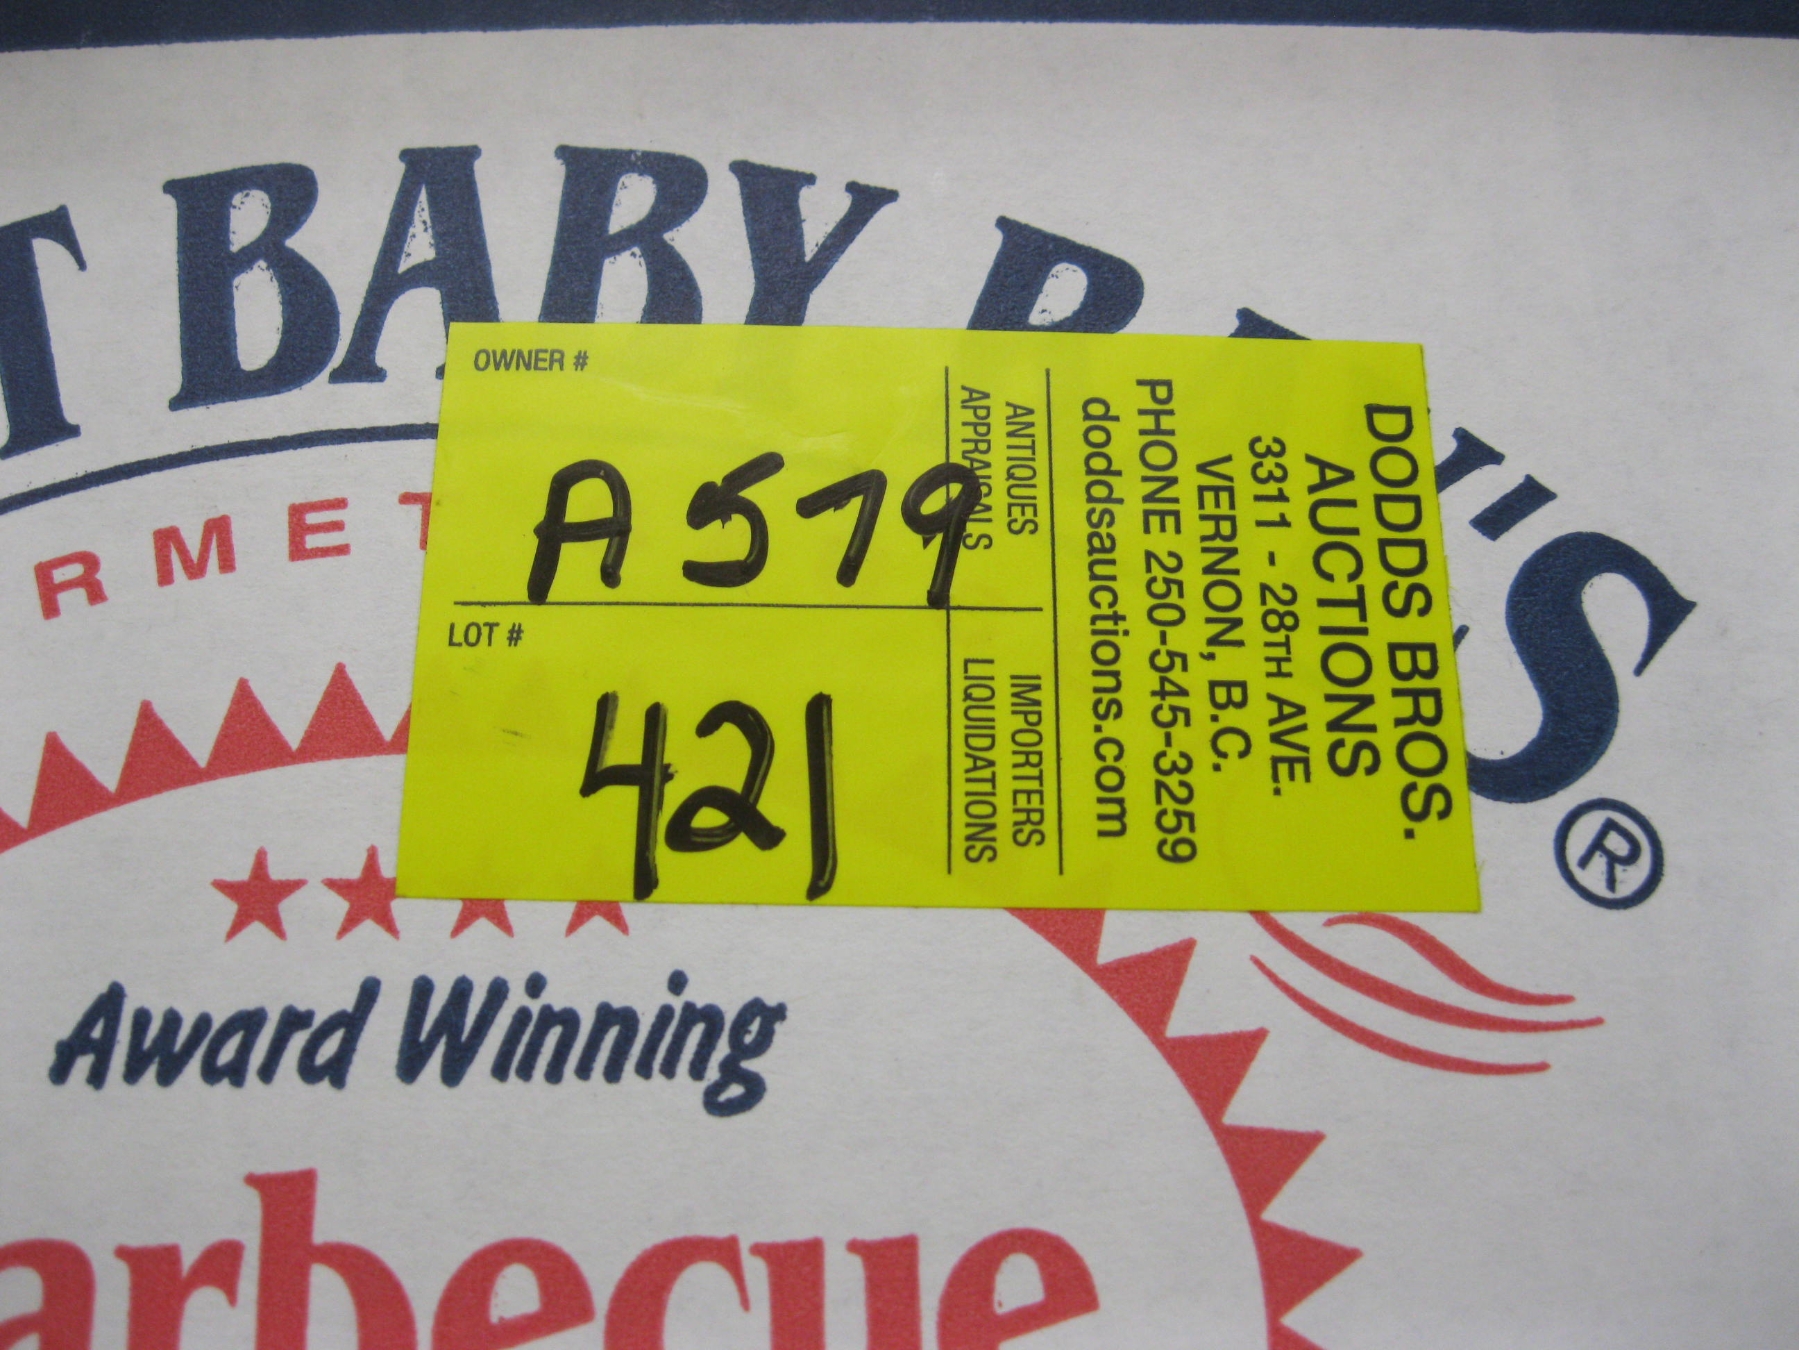 T BABY R
'S
®
RMET
OWNER #
A 579
LOT #
421
ANTIQUES
APPRAISALS
IMPORTERS
LIQUIDATIONS
DODDS BROS.
AUCTIONS
3311 - 28TH AVE.
VERNON, B.C.
PHONE 250-545-3259
doddsauctions.com
Award Winning
arbecue